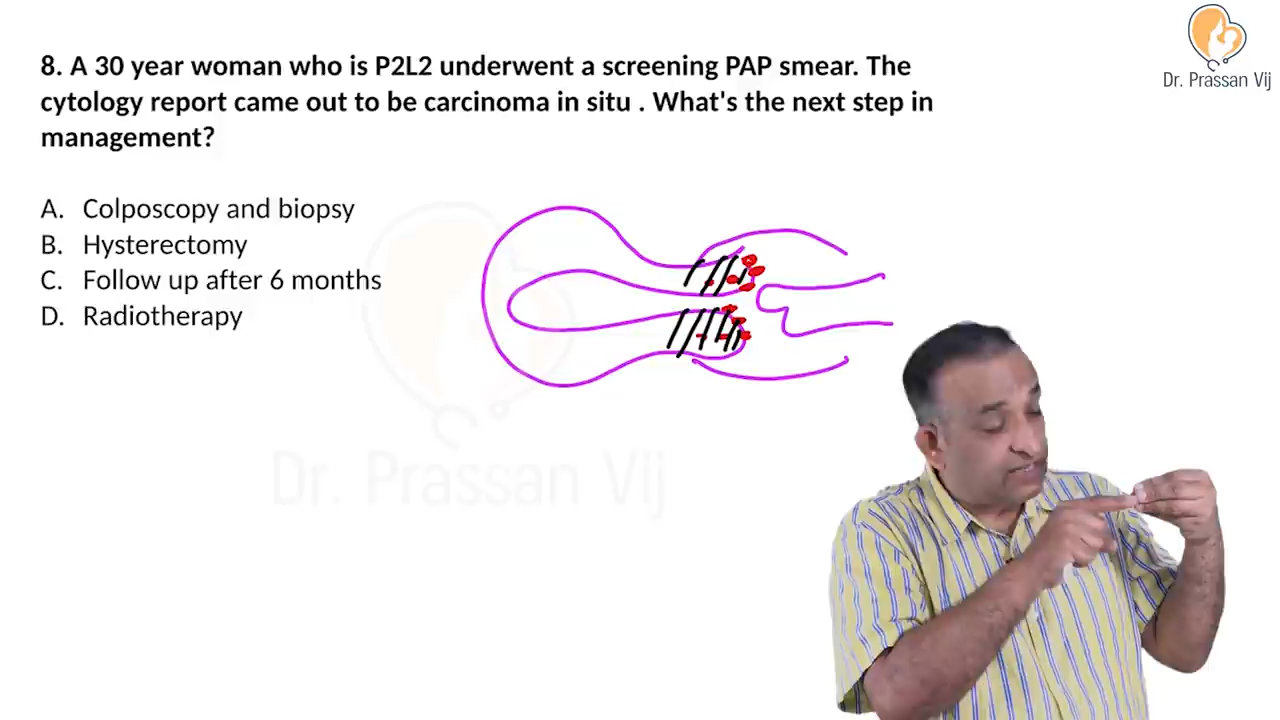 Dr. Prassan Vij
8. A 30 year woman who is P2L2 underwent a screening PAP smear. The
cytology report came out to be carcinoma in situ . What's the next step in
management?
A. Colposcopy and biopsy
B. Hysterectomy
C. Follow up after 6 months
D. Radiotherapy
Dr. Prassan Vij